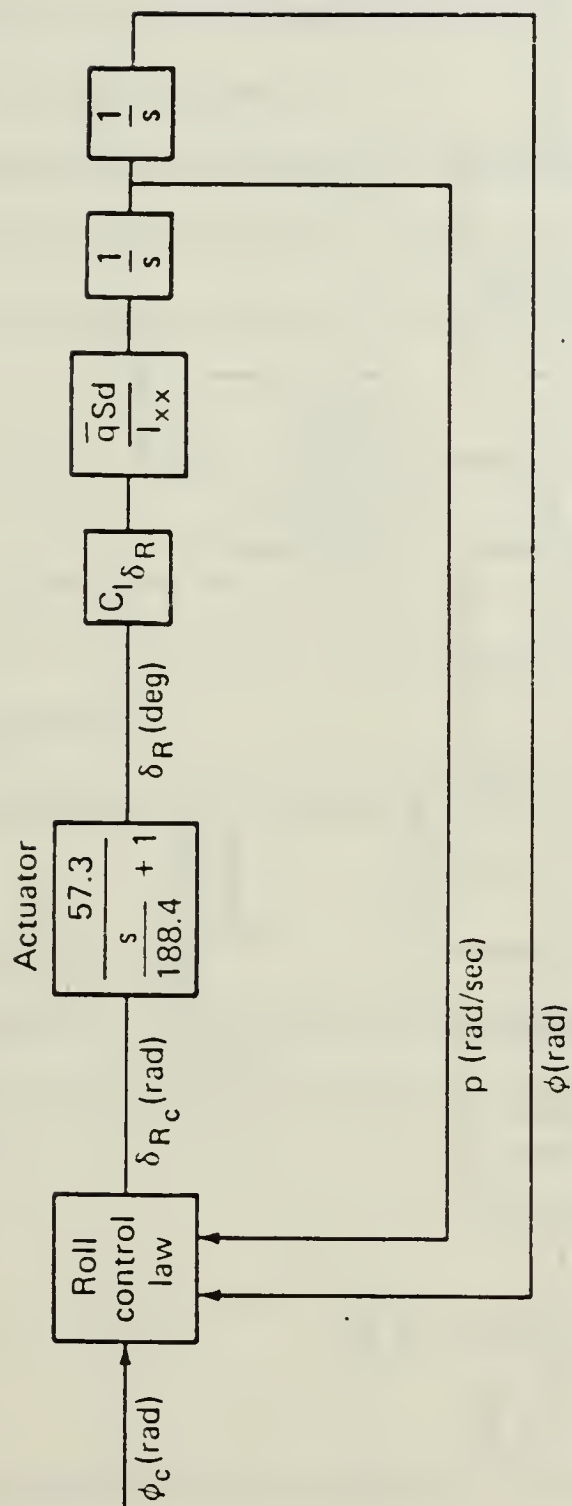 Actuator
ϕc(rad)
Roll
control
law
δRc(rad)
57.3
s
188.4
+ 1
δR(deg)
ClδR
q̅Sd
Ixx
1
s
1
s
p (rad/sec)
ϕ(rad)